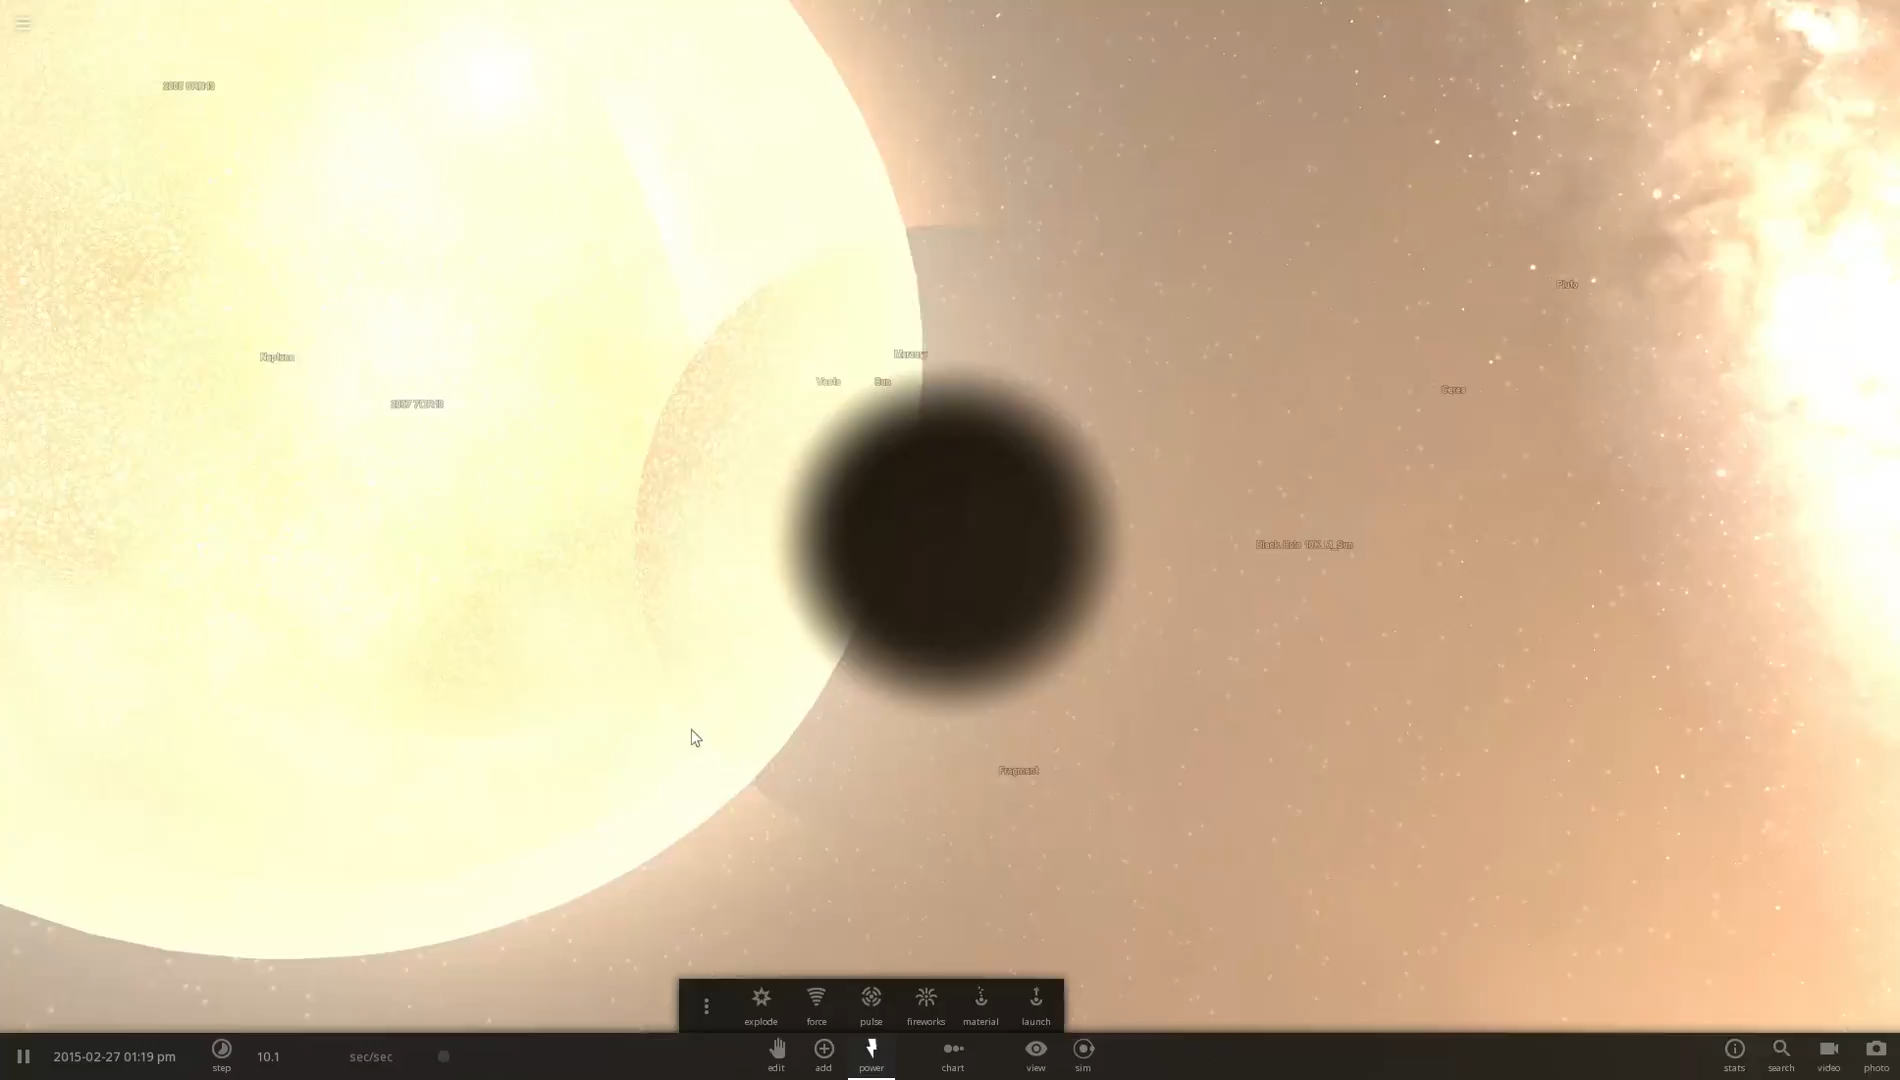 Neptune
Mercury
Vesta
Sun
Pluto
Ceres
Fragment
explode
force
pulse
fireworks
material
launch
2015-02-27 01:19 pm
step
10.1
sec/sec
edit
add
power
chart
view
sim
stats
search
video
photo